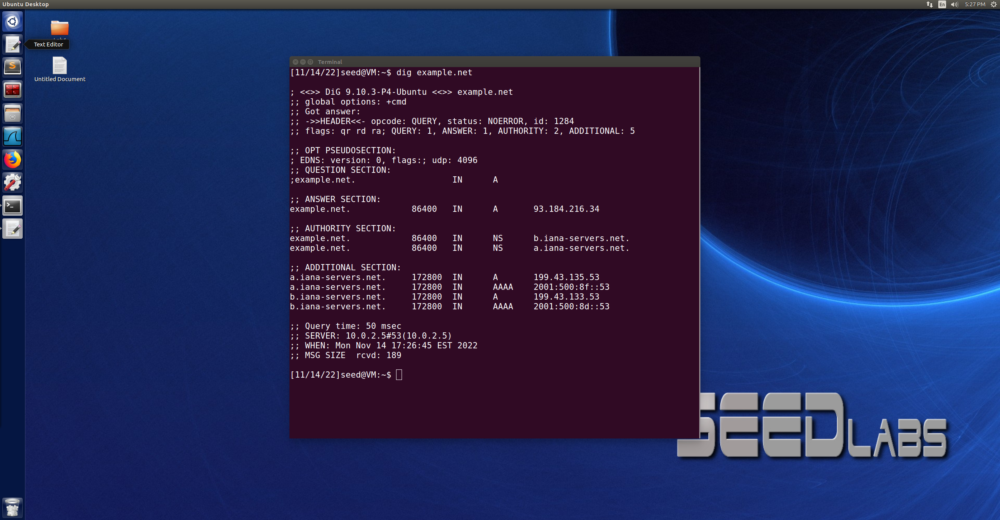 Ubuntu Desktop
En
5:27 PM
Text Editor
Untitled Document
Terminal
[11/14/22]seed@VM:~$ dig example.net
; <<>> DiG 9.10.3-P4-Ubuntu <<>> example.net
;; global options: +cmd
;; Got answer:
;; ->>HEADER<<- opcode: QUERY, status: NOERROR, id: 1284
;; flags: qr rd ra; QUERY: 1, ANSWER: 1, AUTHORITY: 2, ADDITIONAL: 5
;; OPT PSEUDOSECTION:
; EDNS: version: 0, flags:; udp: 4096
;; QUESTION SECTION:
;example.net. IN A
;; ANSWER SECTION:
example.net. 86400 IN A 93.184.216.34
;; AUTHORITY SECTION:
example.net. 86400 IN NS b.iana-servers.net.
example.net. 86400 IN NS a.iana-servers.net.
;; ADDITIONAL SECTION:
a.iana-servers.net. 172800 IN A 199.43.135.53
a.iana-servers.net. 172800 IN AAAA 2001:500:8f::53
b.iana-servers.net. 172800 IN A 199.43.133.53
b.iana-servers.net. 172800 IN AAAA 2001:500:8d::53
;; Query time: 50 msec
;; SERVER: 10.0.2.5#53(10.0.2.5)
;; WHEN: Mon Nov 14 17:26:45 EST 2022
;; MSG SIZE  rcvd: 189
[11/14/22]seed@VM:~$
SEEDLABS